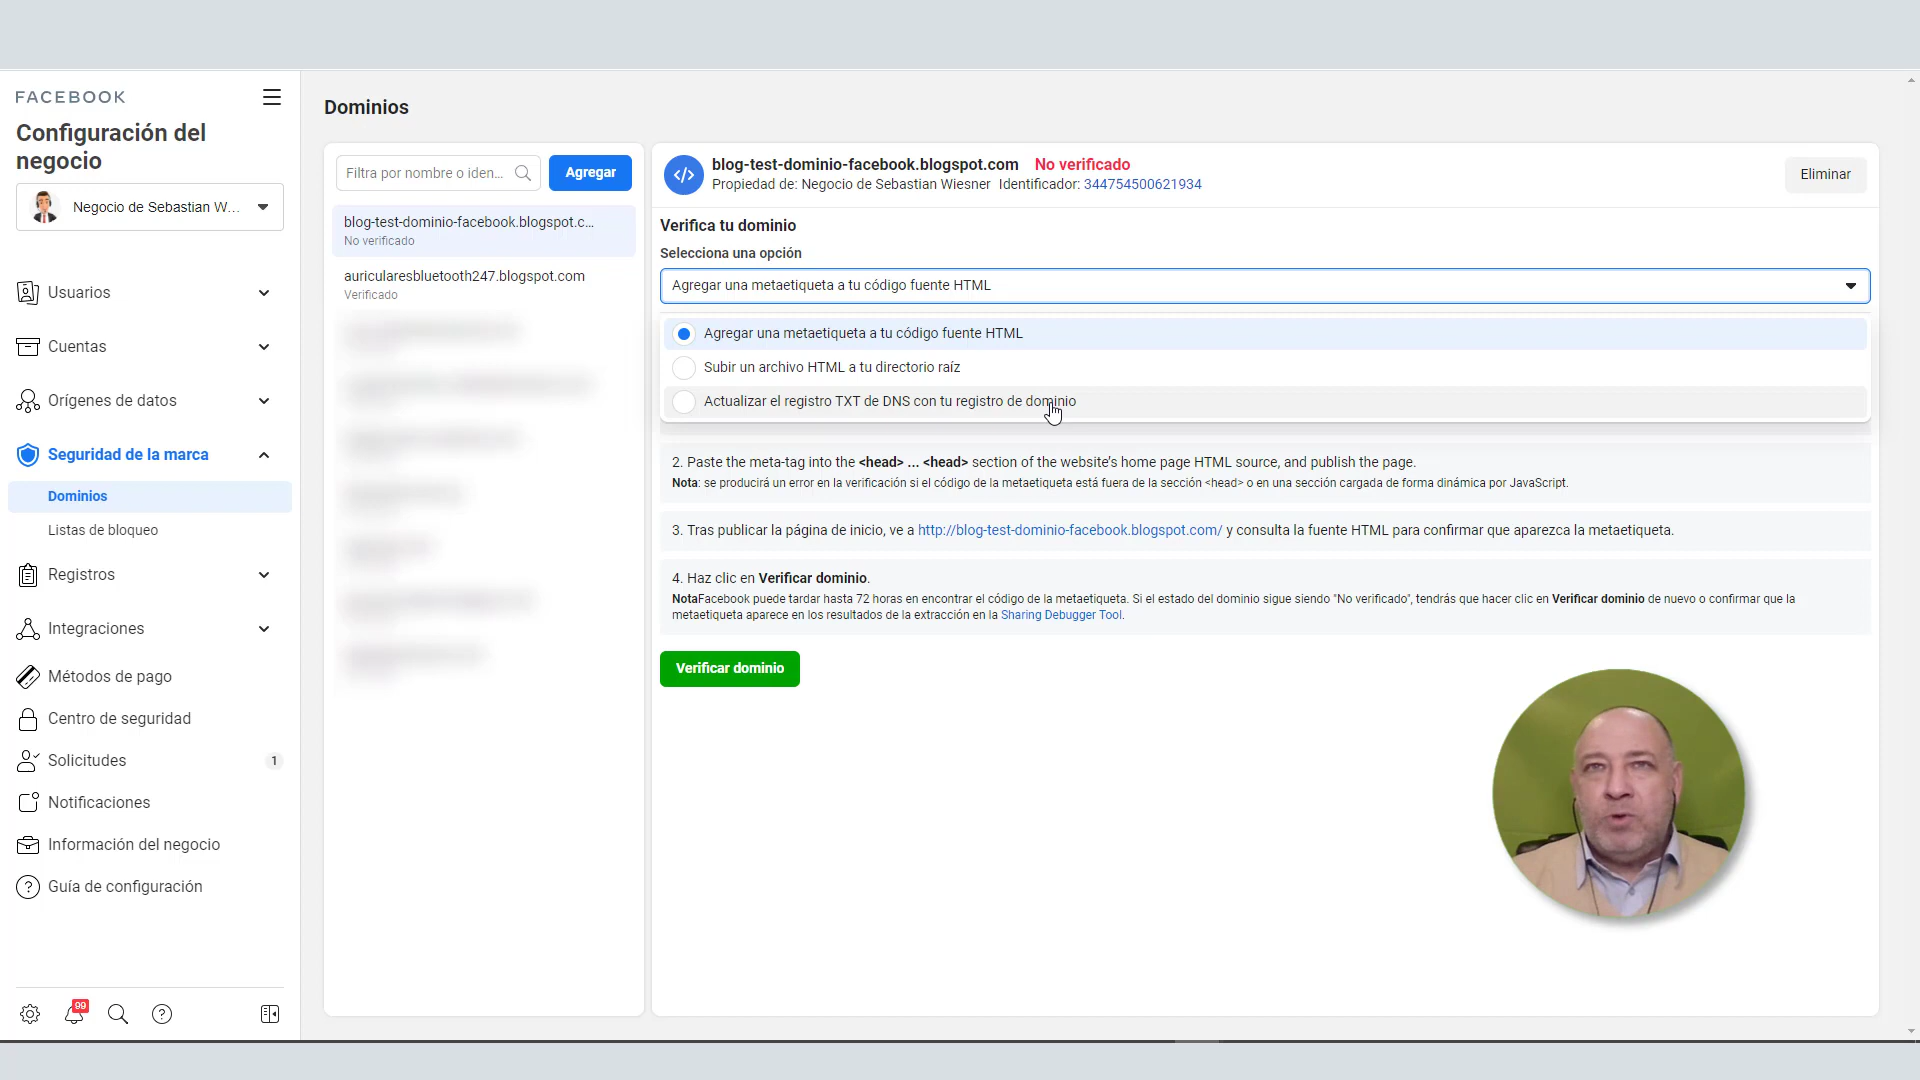 FACEBOOK
Configuración del
negocio
Negocio de Sebastian W...
Usuarios
Cuentas
Orígenes de datos
Seguridad de la marca
Dominios
Listas de bloqueo
Registros
Integraciones
Métodos de pago
Centro de seguridad
Solicitudes 1
Notificaciones
Información del negocio
Guía de configuración
99
Dominios
Filtra por nombre o iden...
Agregar
blog-test-dominio-facebook.blogspot.c...
No verificado
auricularesbluetooth247.blogspot.com
Verificado
blog-test-dominio-facebook.blogspot.com No verificado
Propiedad de: Negocio de Sebastian Wiesner Identificador: 344754500621934
Eliminar
Verifica tu dominio
Selecciona una opción
Agregar una metaetiqueta a tu código fuente HTML
Agregar una metaetiqueta a tu código fuente HTML
Subir un archivo HTML a tu directorio raíz
Actualizar el registro TXT de DNS con tu registro de dominio
2. Paste the meta-tag into the <head> ... <head> section of the website's home page HTML source, and publish the page.
Nota: se producirá un error en la verificación si el código de la metaetiqueta está fuera de la sección <head> o en una sección cargada de forma dinámica por JavaScript.
3. Tras publicar la página de inicio, ve a http://blog-test-dominio-facebook.blogspot.com/ y consulta la fuente HTML para confirmar que aparezca la metaetiqueta.
4. Haz clic en Verificar dominio.
NotaFacebook puede tardar hasta 72 horas en encontrar el código de la metaetiqueta. Si el estado del dominio sigue siendo "No verificado", tendrás que hacer clic en Verificar dominio de nuevo o confirmar que la
metaetiqueta aparece en los resultados de la extracción en la Sharing Debugger Tool.
Verificar dominio